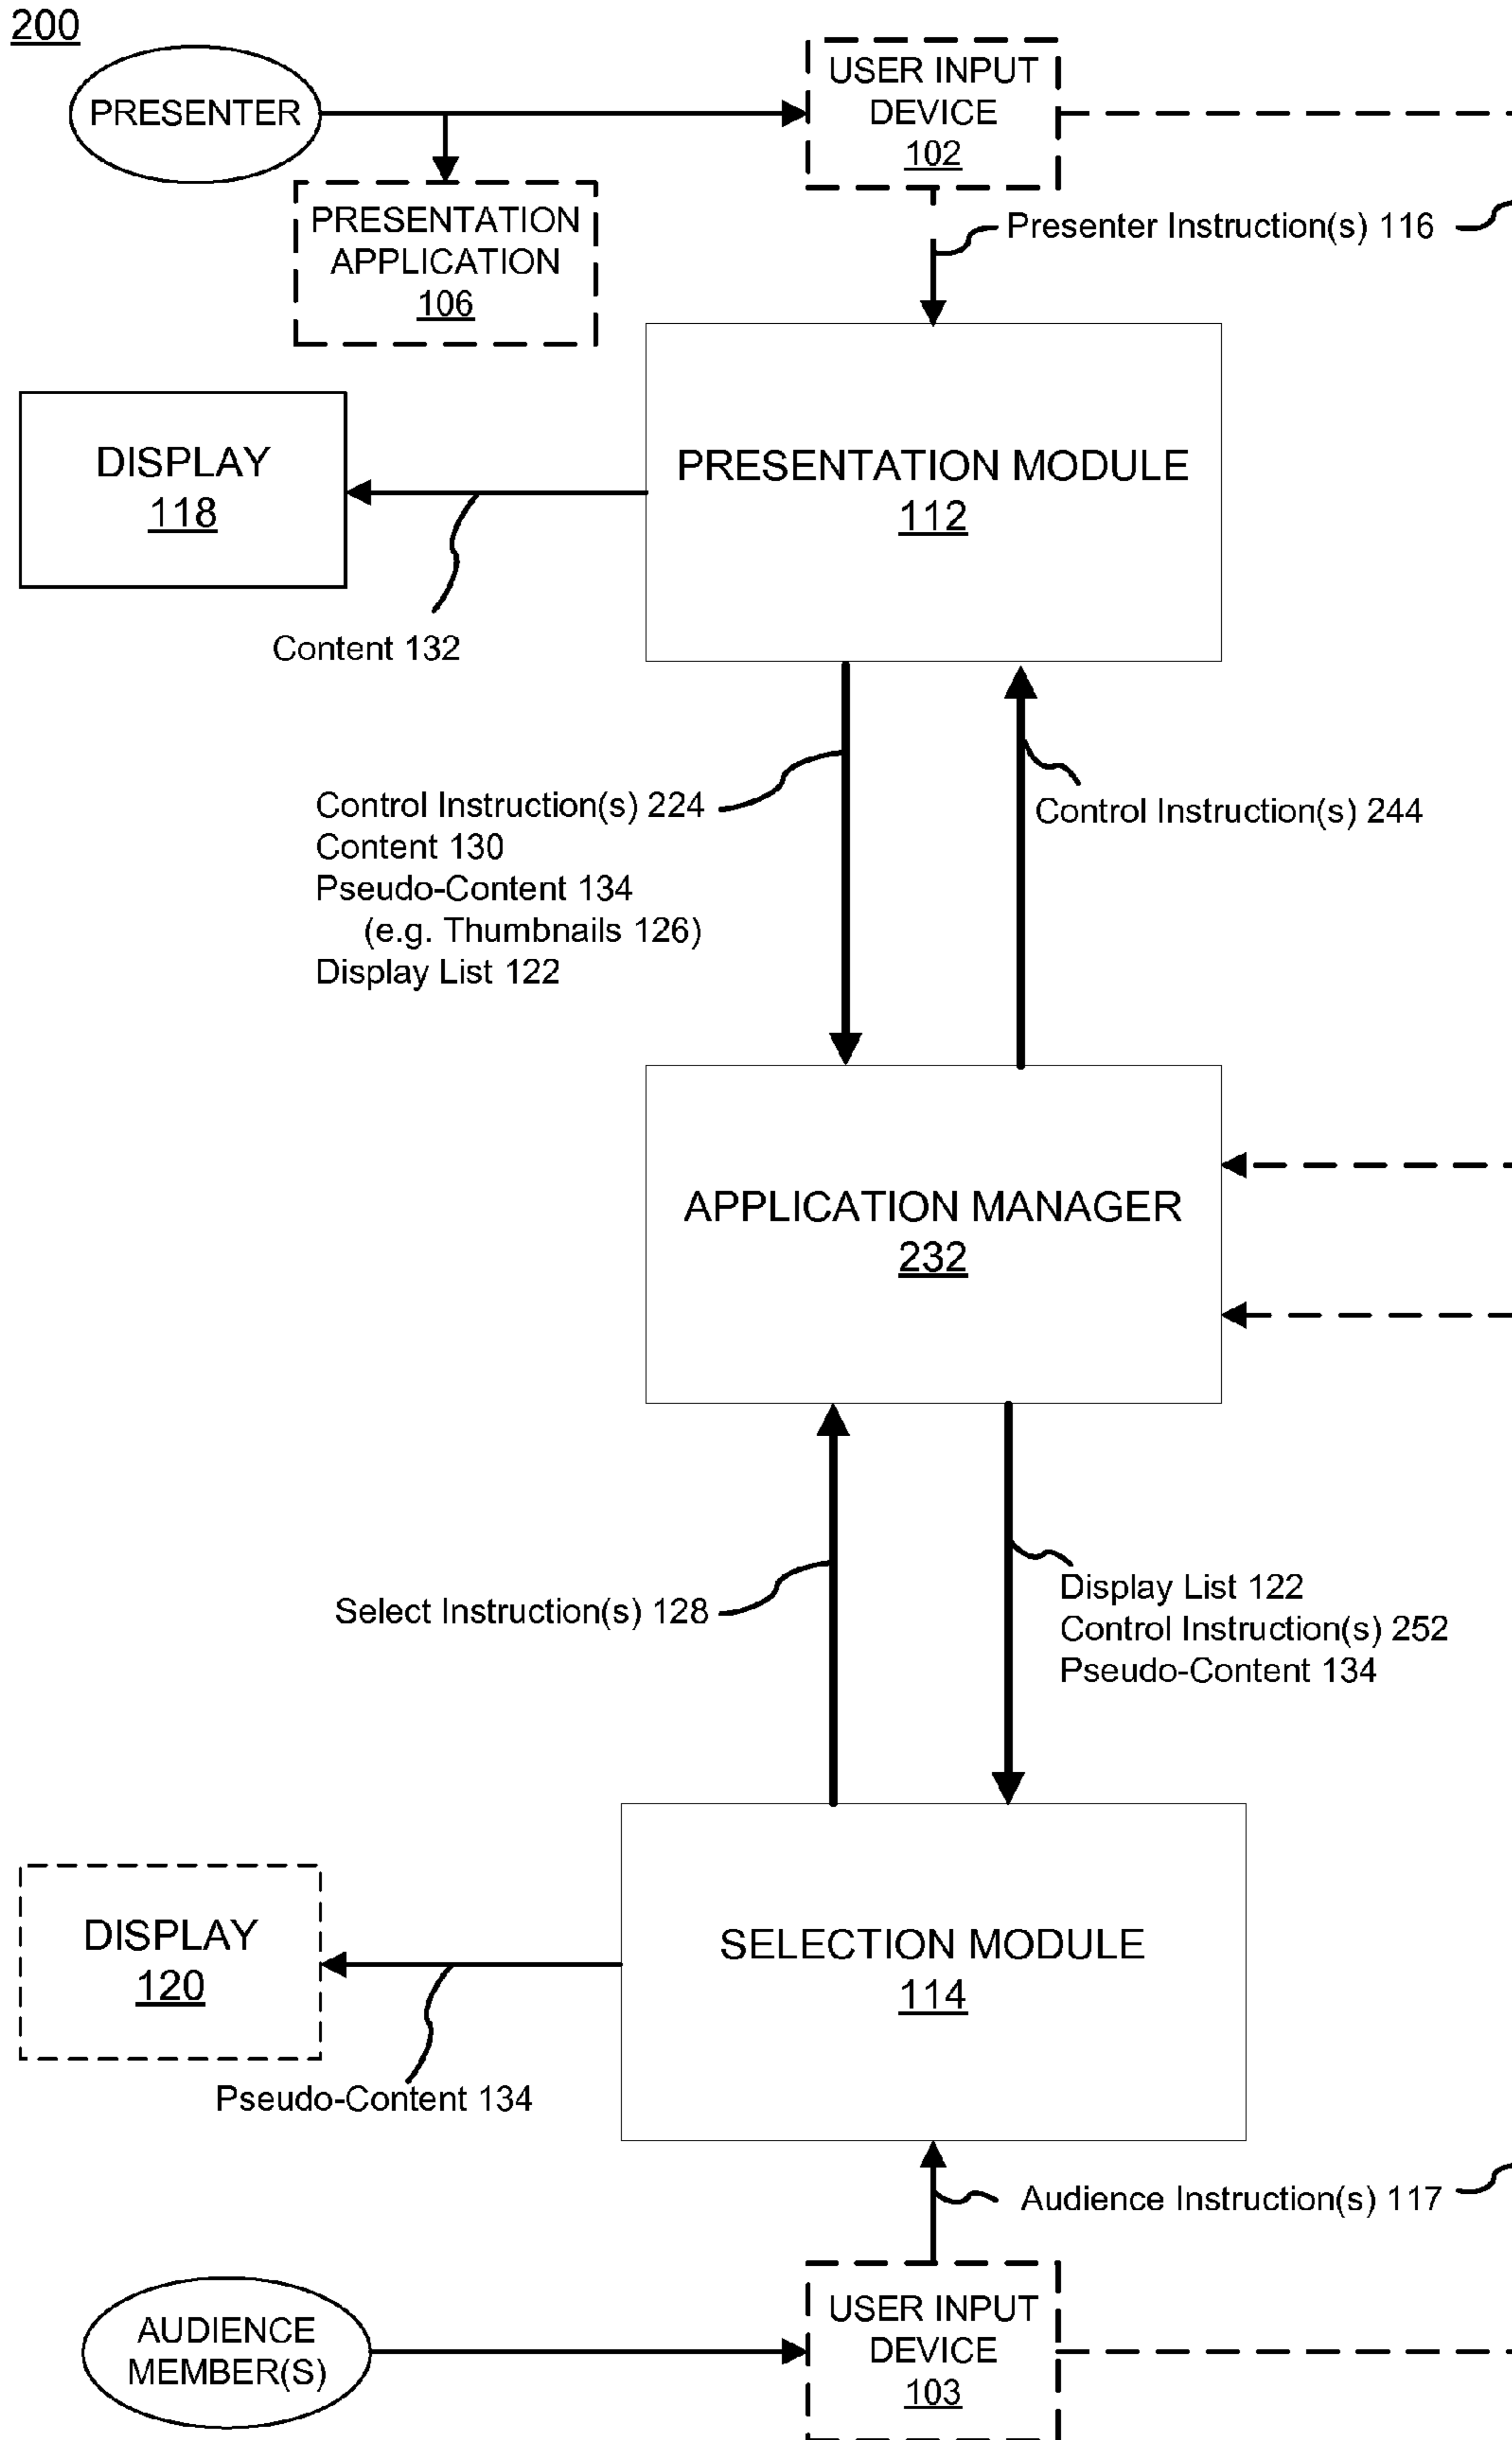 200
PRESENTER
USER INPUT
DEVICE
102
PRESENTATION
APPLICATION
106
Presenter Instruction(s) 116
DISPLAY
118
PRESENTATION MODULE
112
Content 132
Control Instruction(s) 224
Content 130
Pseudo-Content 134
(e.g. Thumbnails 126)
Display List 122
Control Instruction(s) 244
APPLICATION MANAGER
232
Select Instruction(s) 128
Display List 122
Control Instruction(s) 252
Pseudo-Content 134
DISPLAY
120
SELECTION MODULE
114
Pseudo-Content 134
Audience Instruction(s) 117
AUDIENCE
MEMBER(S)
USER INPUT
DEVICE
103